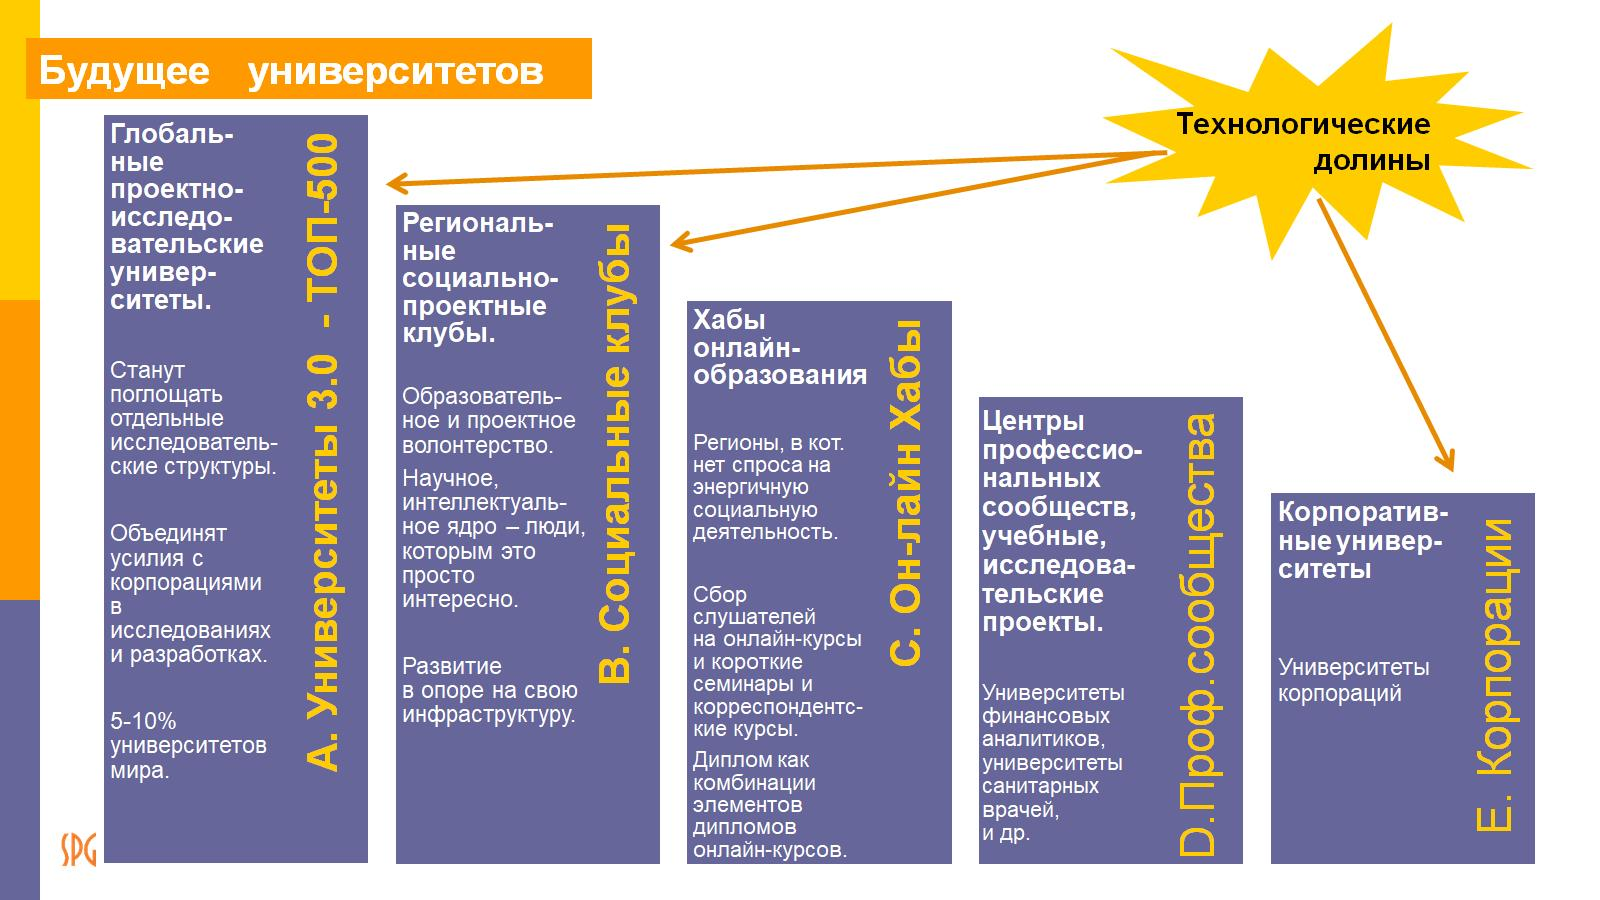 Будущее университетов
Технологические
долины
Глобаль-
ные
проектно-
исследо-
вательские
универ-
ситеты.
Станут
поглощать
отдельные
исследователь-
ские структуры.
Объединят
усилия с
корпорациями
в
исследованиях
и разработках.
5-10%
университетов
мира.
А. Университеты 3.0 - ТОП-500
Региональ-
ные
социально-
проектные
клубы.
Образователь-
ное и проектное
волонтерство.
Научное,
интеллектуаль-
ное ядро – люди,
которым это
просто
интересно.
Развитие
в опоре на свою
инфраструктуру.
В. Социальные клубы
Хабы
онлайн-
образования
Регионы, в кот.
нет спроса на
энергичную
социальную
деятельность.
Сбор
слушателей
на онлайн-курсы
и короткие
семинары и
корреспондентс-
кие курсы.
Диплом как
комбинации
элементов
дипломов
онлайн-курсов.
С. Он-лайн Хабы
Центры
профессио-
нальных
сообществ,
учебные,
исследова-
тельские
проекты.
Университеты
финансовых
аналитиков,
университеты
санитарных
врачей,
и др.
D.Проф.сообщества
Корпоратив-
ные универ-
ситеты
Университеты
корпораций
Е. Корпорации
SPG